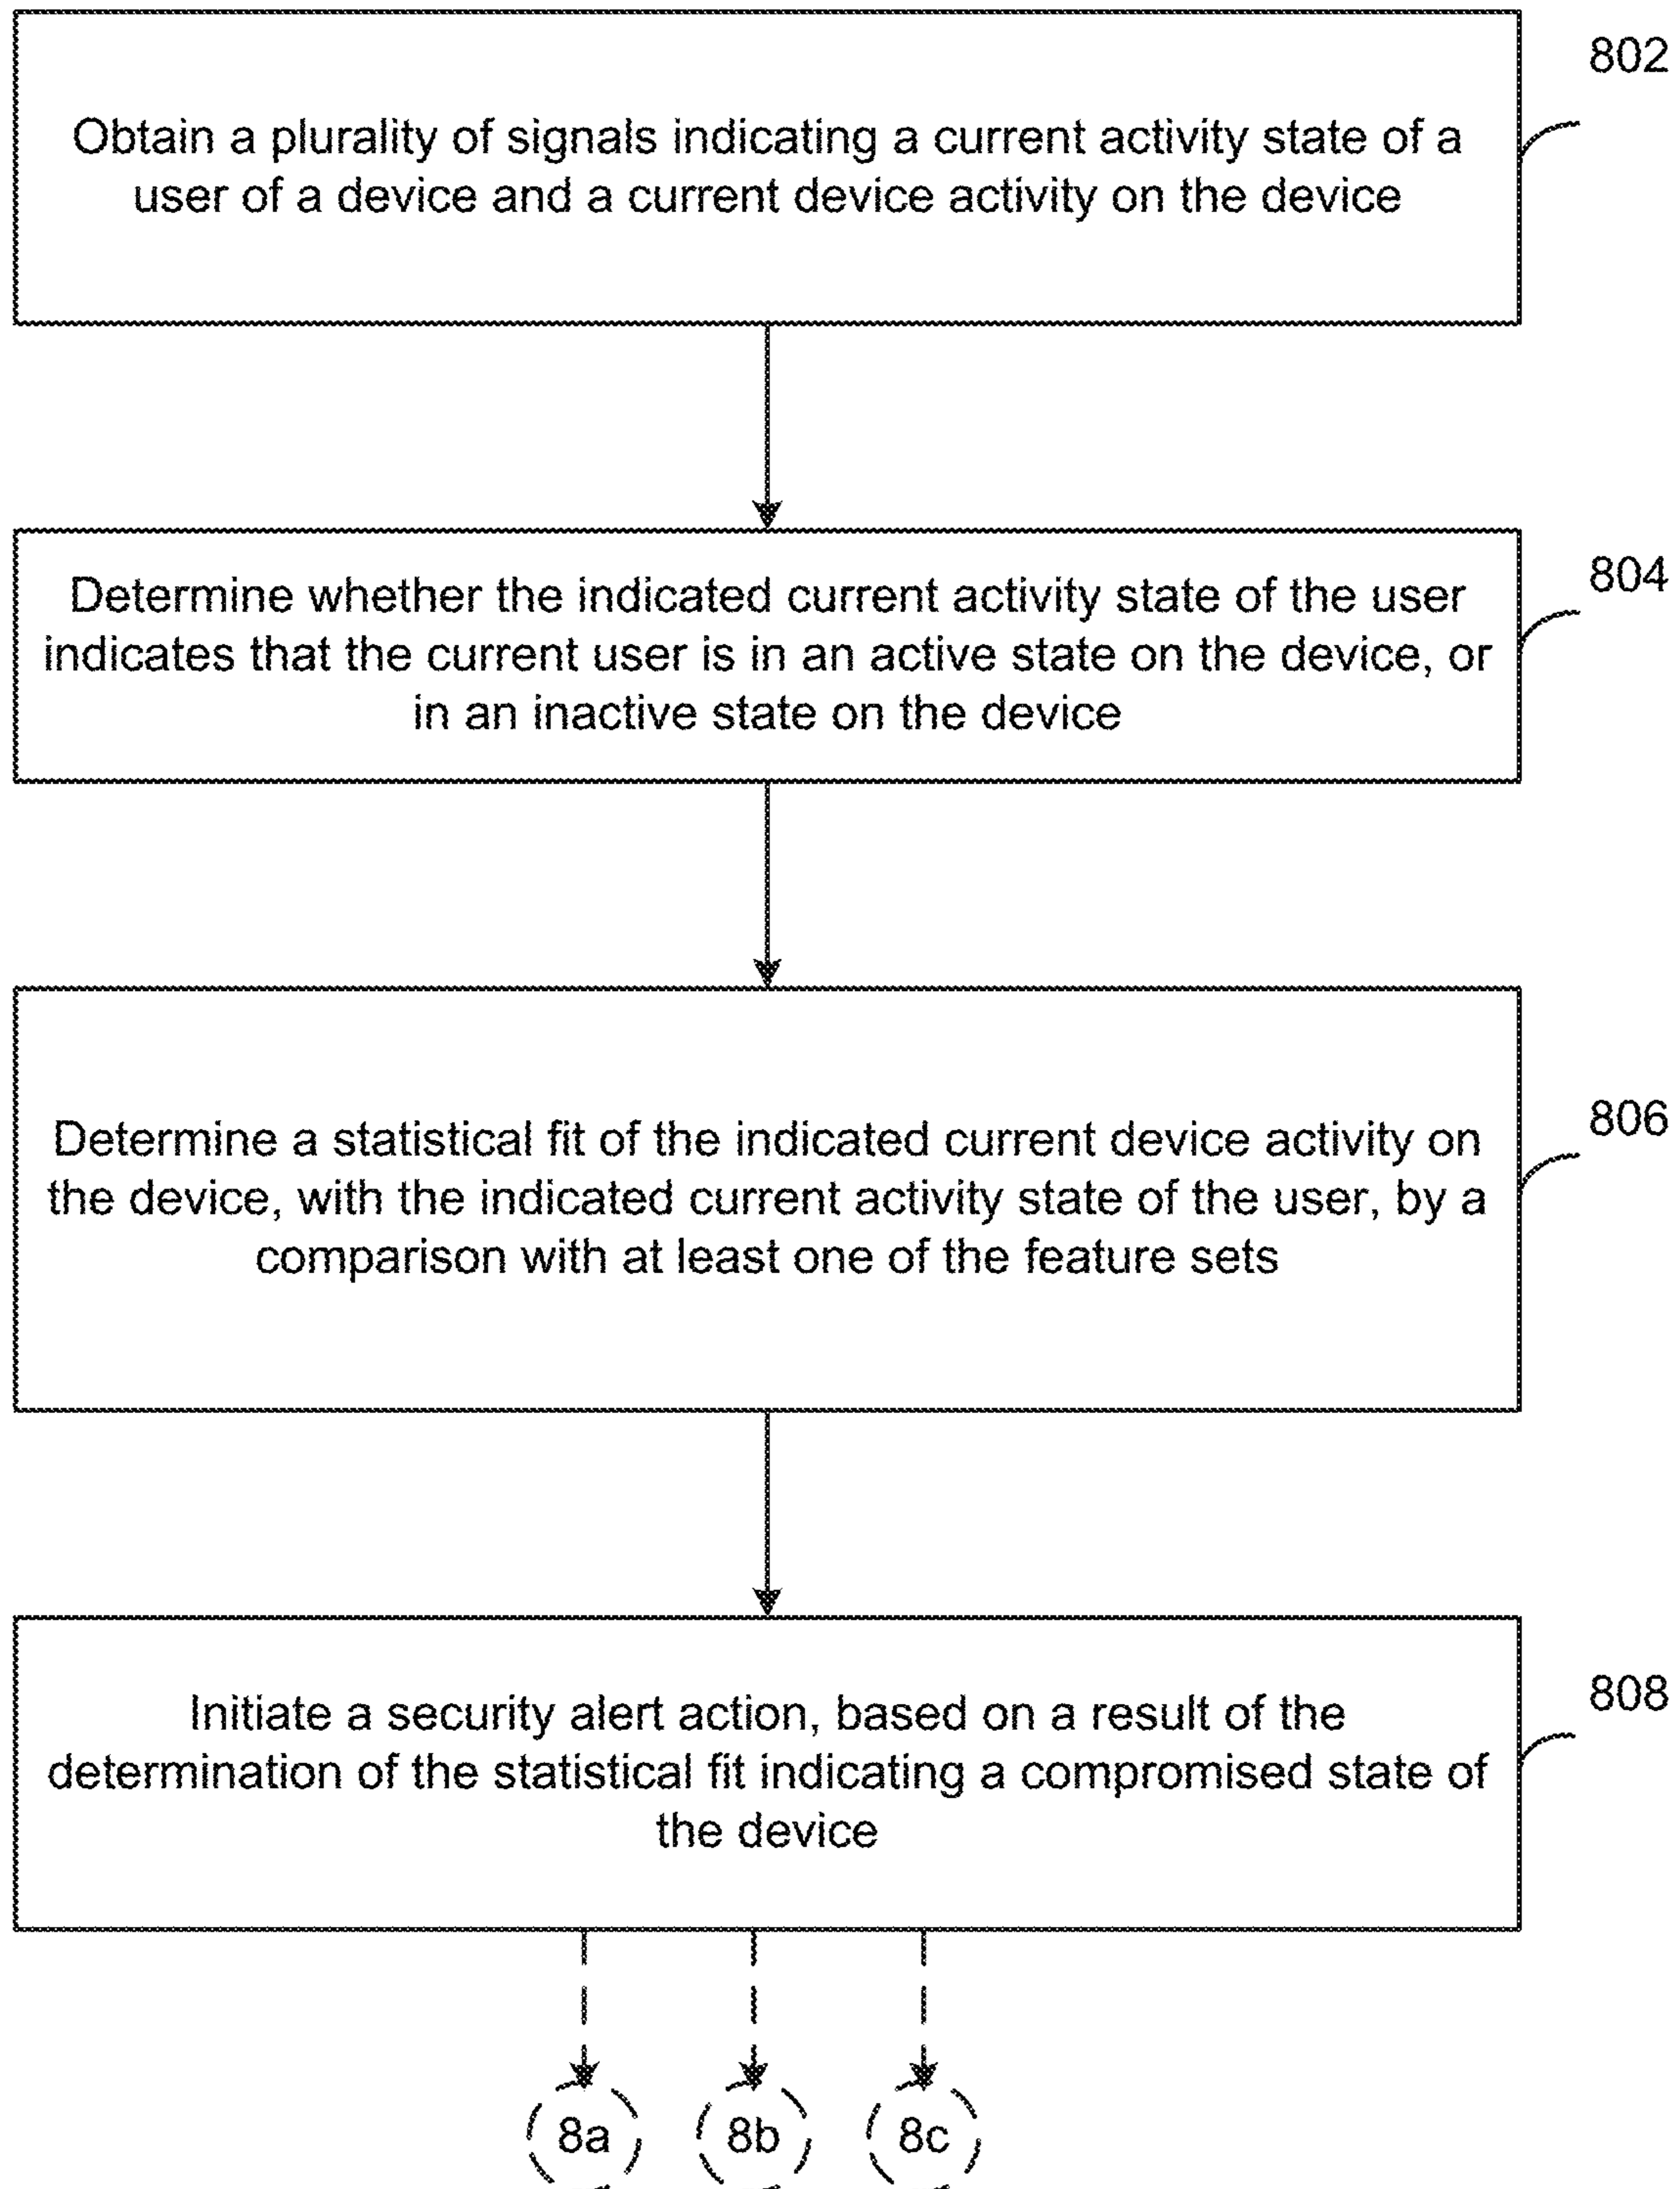 802
Obtain a plurality of signals indicating a current activity state of a
user of a device and a current device activity on the device
804
Determine whether the indicated current activity state of the user
indicates that the current user is in an active state on the device, or
in an inactive state on the device
806
Determine a statistical fit of the indicated current device activity on
the device, with the indicated current activity state of the user, by a
comparison with at least one of the feature sets
808
Initiate a security alert action, based on a result of the
determination of the statistical fit indicating a compromised state of
the device
8a 8b 8c